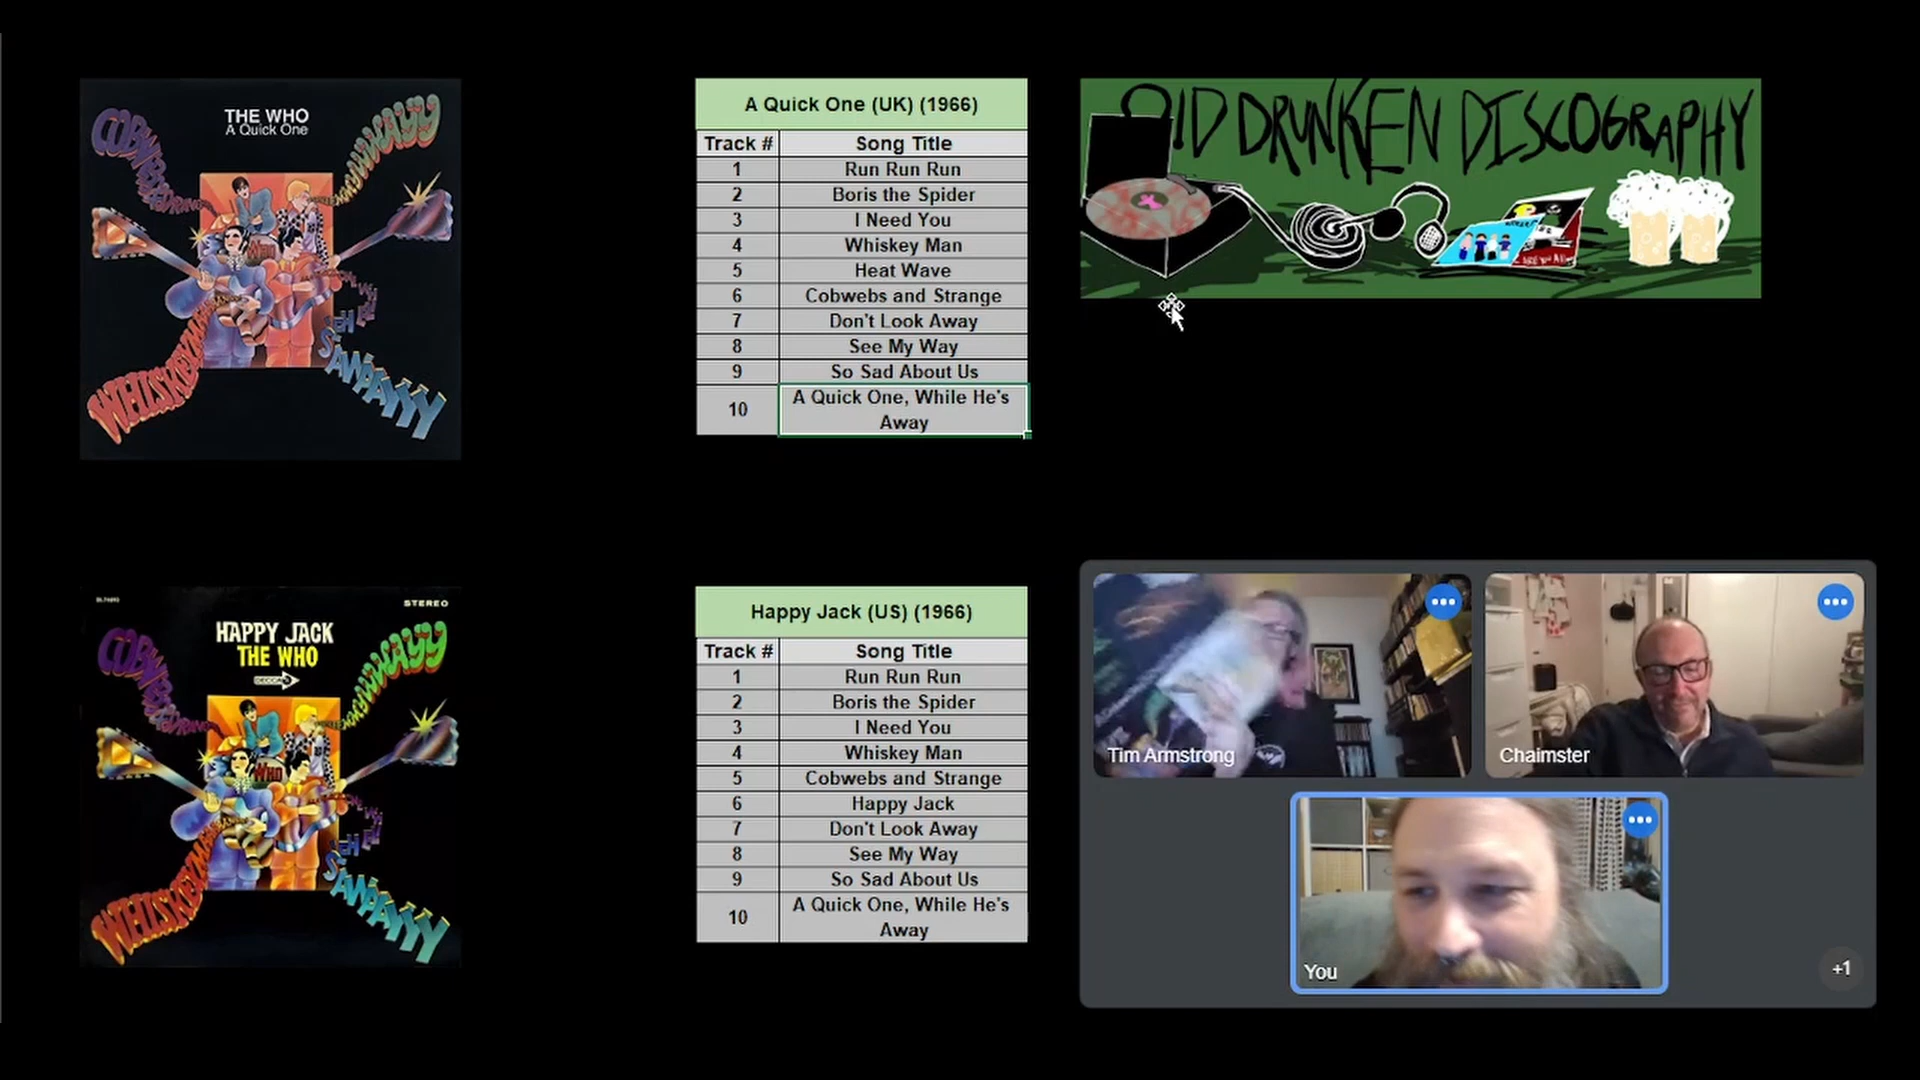 THE WHO
A Quick One
WHISKEYMAN
A Quick One (UK) (1966)
Track # Song Title
1 Run Run Run
2 Boris the Spider
3 I Need You
4 Whiskey Man
5 Heat Wave
6 Cobwebs and Strange
7 Don't Look Away
8 See My Way
9 So Sad About Us
10 A Quick One, While He's
Away
OLD DRUNKEN DISCOGRAPHY
STEREO
HAPPY JACK
THE WHO
DECCA
WHISKEYMAN
Happy Jack (US) (1966)
Track # Song Title
1 Run Run Run
2 Boris the Spider
3 I Need You
4 Whiskey Man
5 Cobwebs and Strange
6 Happy Jack
7 Don't Look Away
8 See My Way
9 So Sad About Us
10 A Quick One, While He's
Away
Tim Armstrong
Chaimster
You
+1